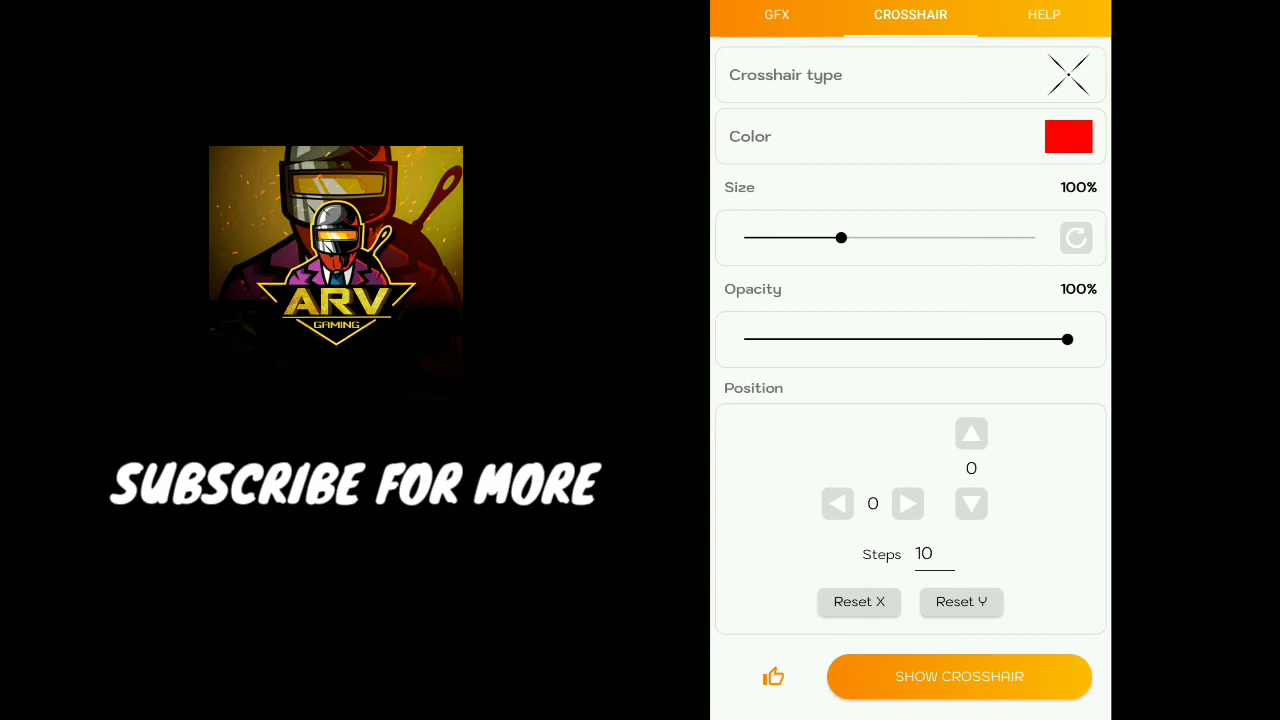 ARV
GAMING
SUBSCRIBE FOR MORE
GFX
CROSSHAIR
HELP
Crosshair type
Color
Size
100%
Opacity
100%
Position
0
0
Steps 10
Reset X
Reset Y
SHOW CROSSHAIR